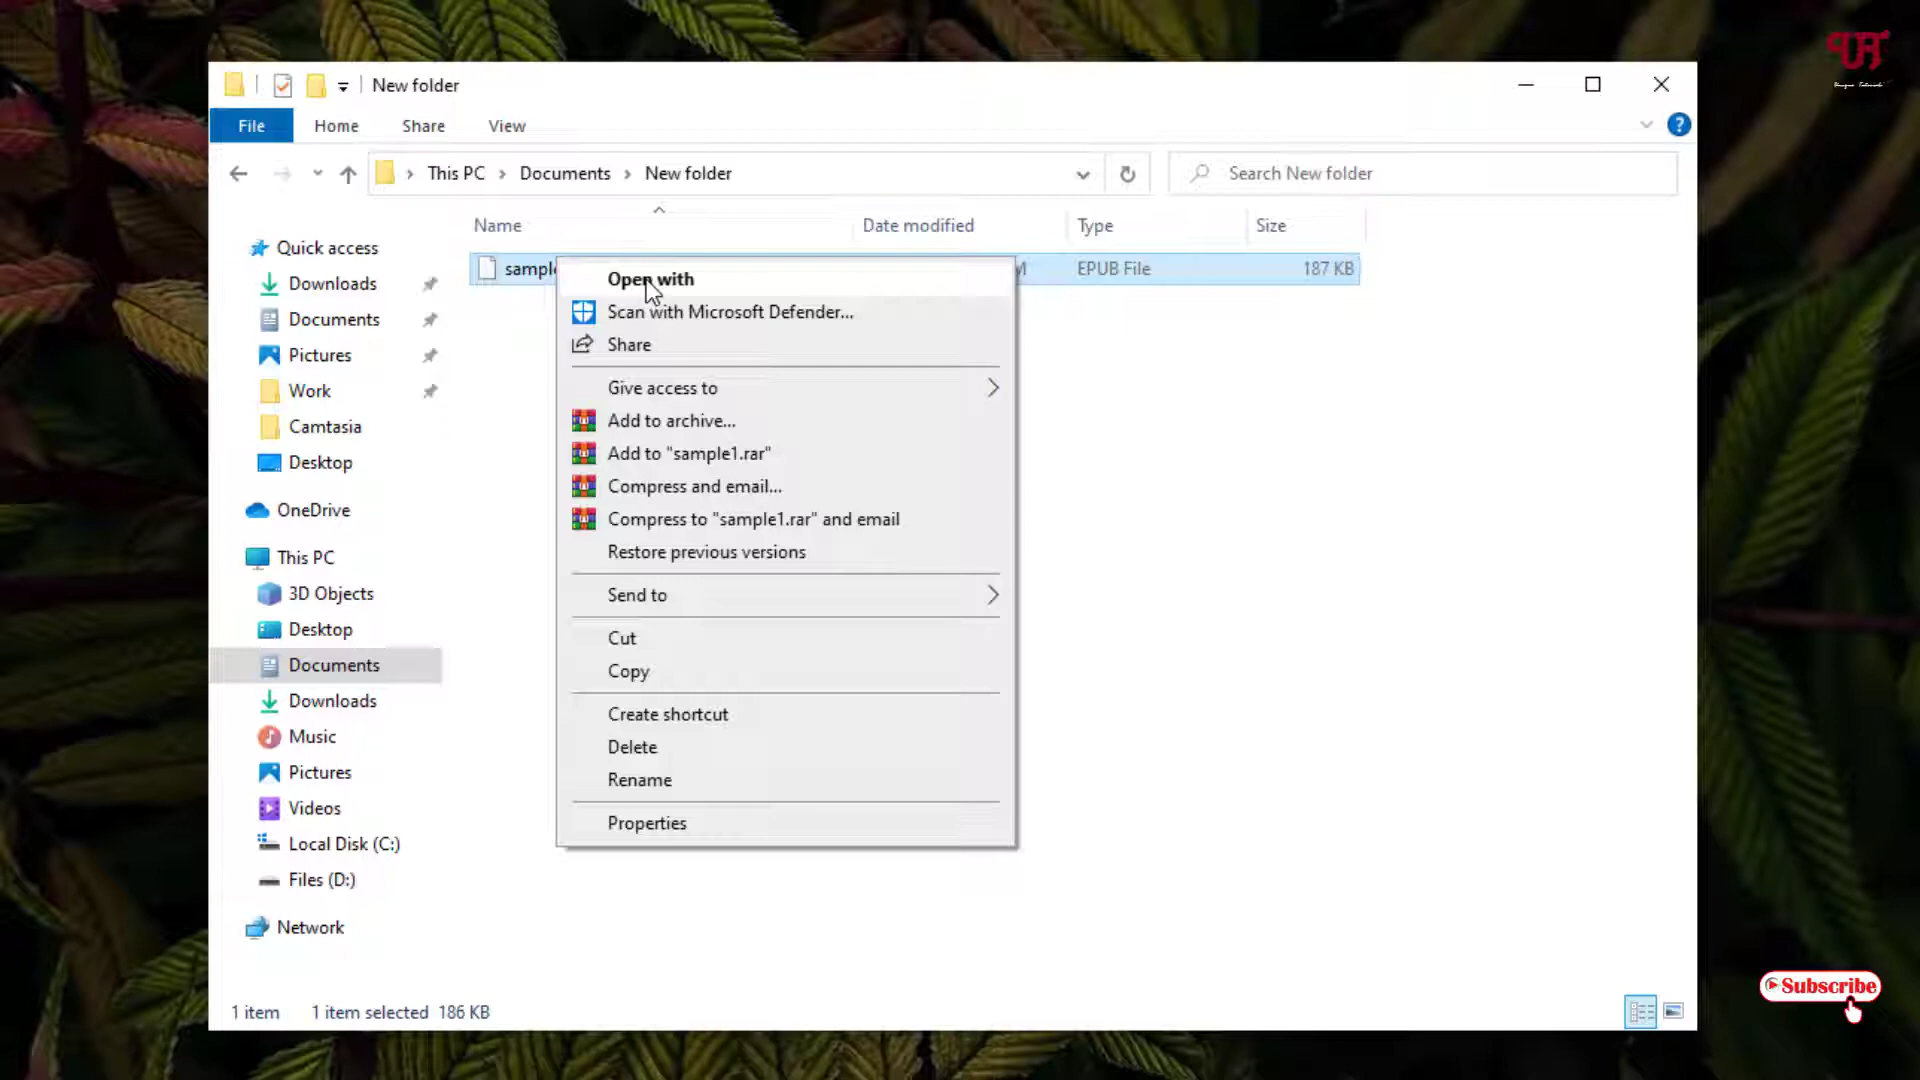 New folder
File Home Share View
This PC Documents New folder
Search New folder
Name Date modified Type Size
sample EPUB File 187 KB
Quick access
Downloads
Documents
Pictures
Work
Camtasia
Desktop
OneDrive
This PC
3D Objects
Desktop
Documents
Downloads
Music
Pictures
Videos
Local Disk (C:)
Files (D:)
Network
Open with
Scan with Microsoft Defender...
Share
Give access to
Add to archive...
Add to "sample1.rar"
Compress and email...
Compress to "sample1.rar" and email
Restore previous versions
Send to
Cut
Copy
Create shortcut
Delete
Rename
Properties
1 item 1 item selected 186 KB
Subscribe